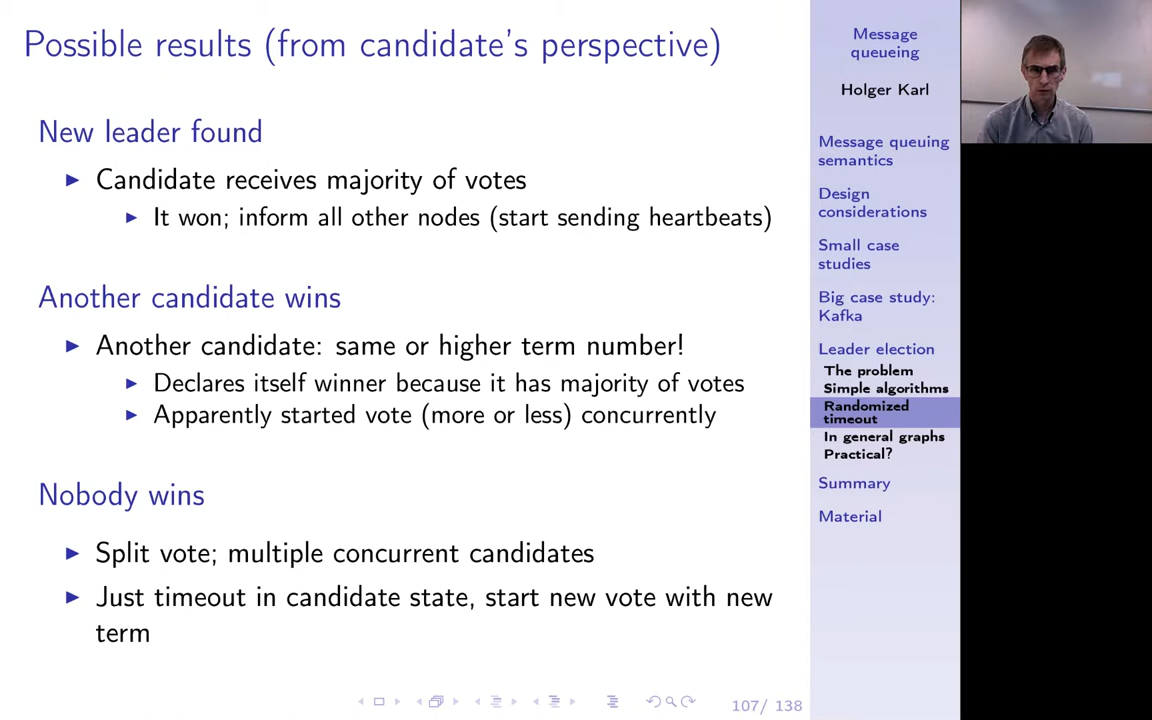 Possible results (from candidate's perspective)
New leader found
Candidate receives majority of votes
It won; inform all other nodes (start sending heartbeats)
Another candidate wins
Another candidate: same or higher term number!
Declares itself winner because it has majority of votes
Apparently started vote (more or less) concurrently
Nobody wins
Split vote; multiple concurrent candidates
Just timeout in candidate state, start new vote with new
term
107/ 138
Message
queueing
Holger Karl
Message queuing
semantics
Design
considerations
Small case
studies
Big case study:
Kafka
Leader election
The problem
Simple algorithms
Randomized
timeout
In general graphs
Practical?
Summary
Material